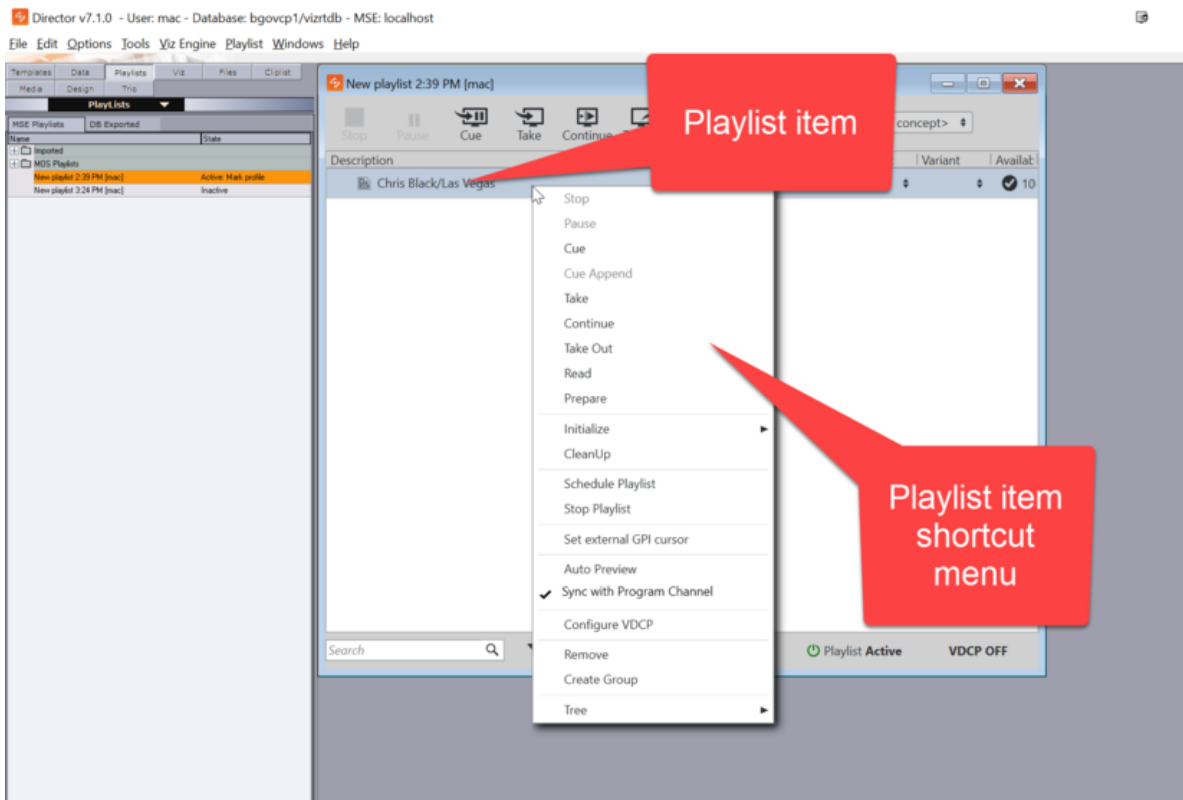 Director v7.1.0 - User: mac - Database: bgovcp1/vizrtdb - MSE: localhost
File Edit Options Tools Viz Engine Playlist Windows Help
Templates Data Playlists Viz Files Cliplist
Media Design Trio
PlayLists
MSE Playlists DB Exported
Name State
Imported
MOS Playlists
New playlist 2:39 PM [mac] Active: Mark profile
New playlist 3:24 PM [mac] Inactive
New playlist 2:39 PM [mac]
Stop Pause Cue Take Continue concept>
Description Variant Availab
Chris Black/Las Vegas 10
Playlist item
Stop
Pause
Cue
Cue Append
Take
Continue
Take Out
Read
Prepare
Initialize
CleanUp
Schedule Playlist
Stop Playlist
Set external GPI cursor
Auto Preview
Sync with Program Channel
Configure VDCP
Remove
Create Group
Tree
Playlist item
shortcut
menu
Search Playlist Active VDCP OFF